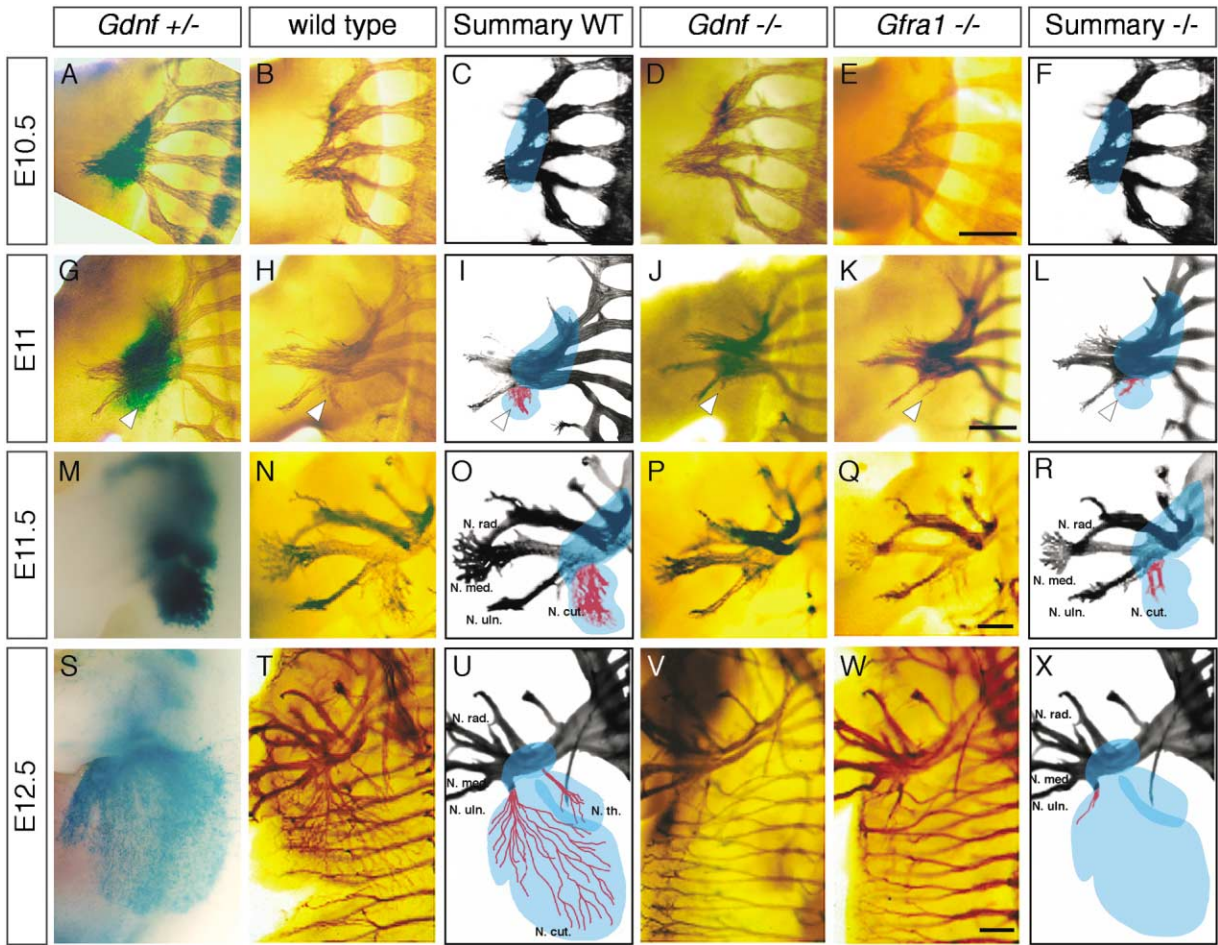 Gdnf +/-
wild type
Summary WT
Gdnf -/-
Gfra1 -/-
Summary -/-
E10.5
A
B
C
D
E
F
E11
G
H
I
J
K
L
E11.5
M
N
O
P
Q
R
N. rad.
N. med.
N. uln.
N. cut.
N. rad.
N. med.
N. uln.
N. cut.
E12.5
S
T
U
V
W
X
N. rad.
N. med.
N. uln.
N. th.
N. cut.
N. rad.
N. med.
N. uln.